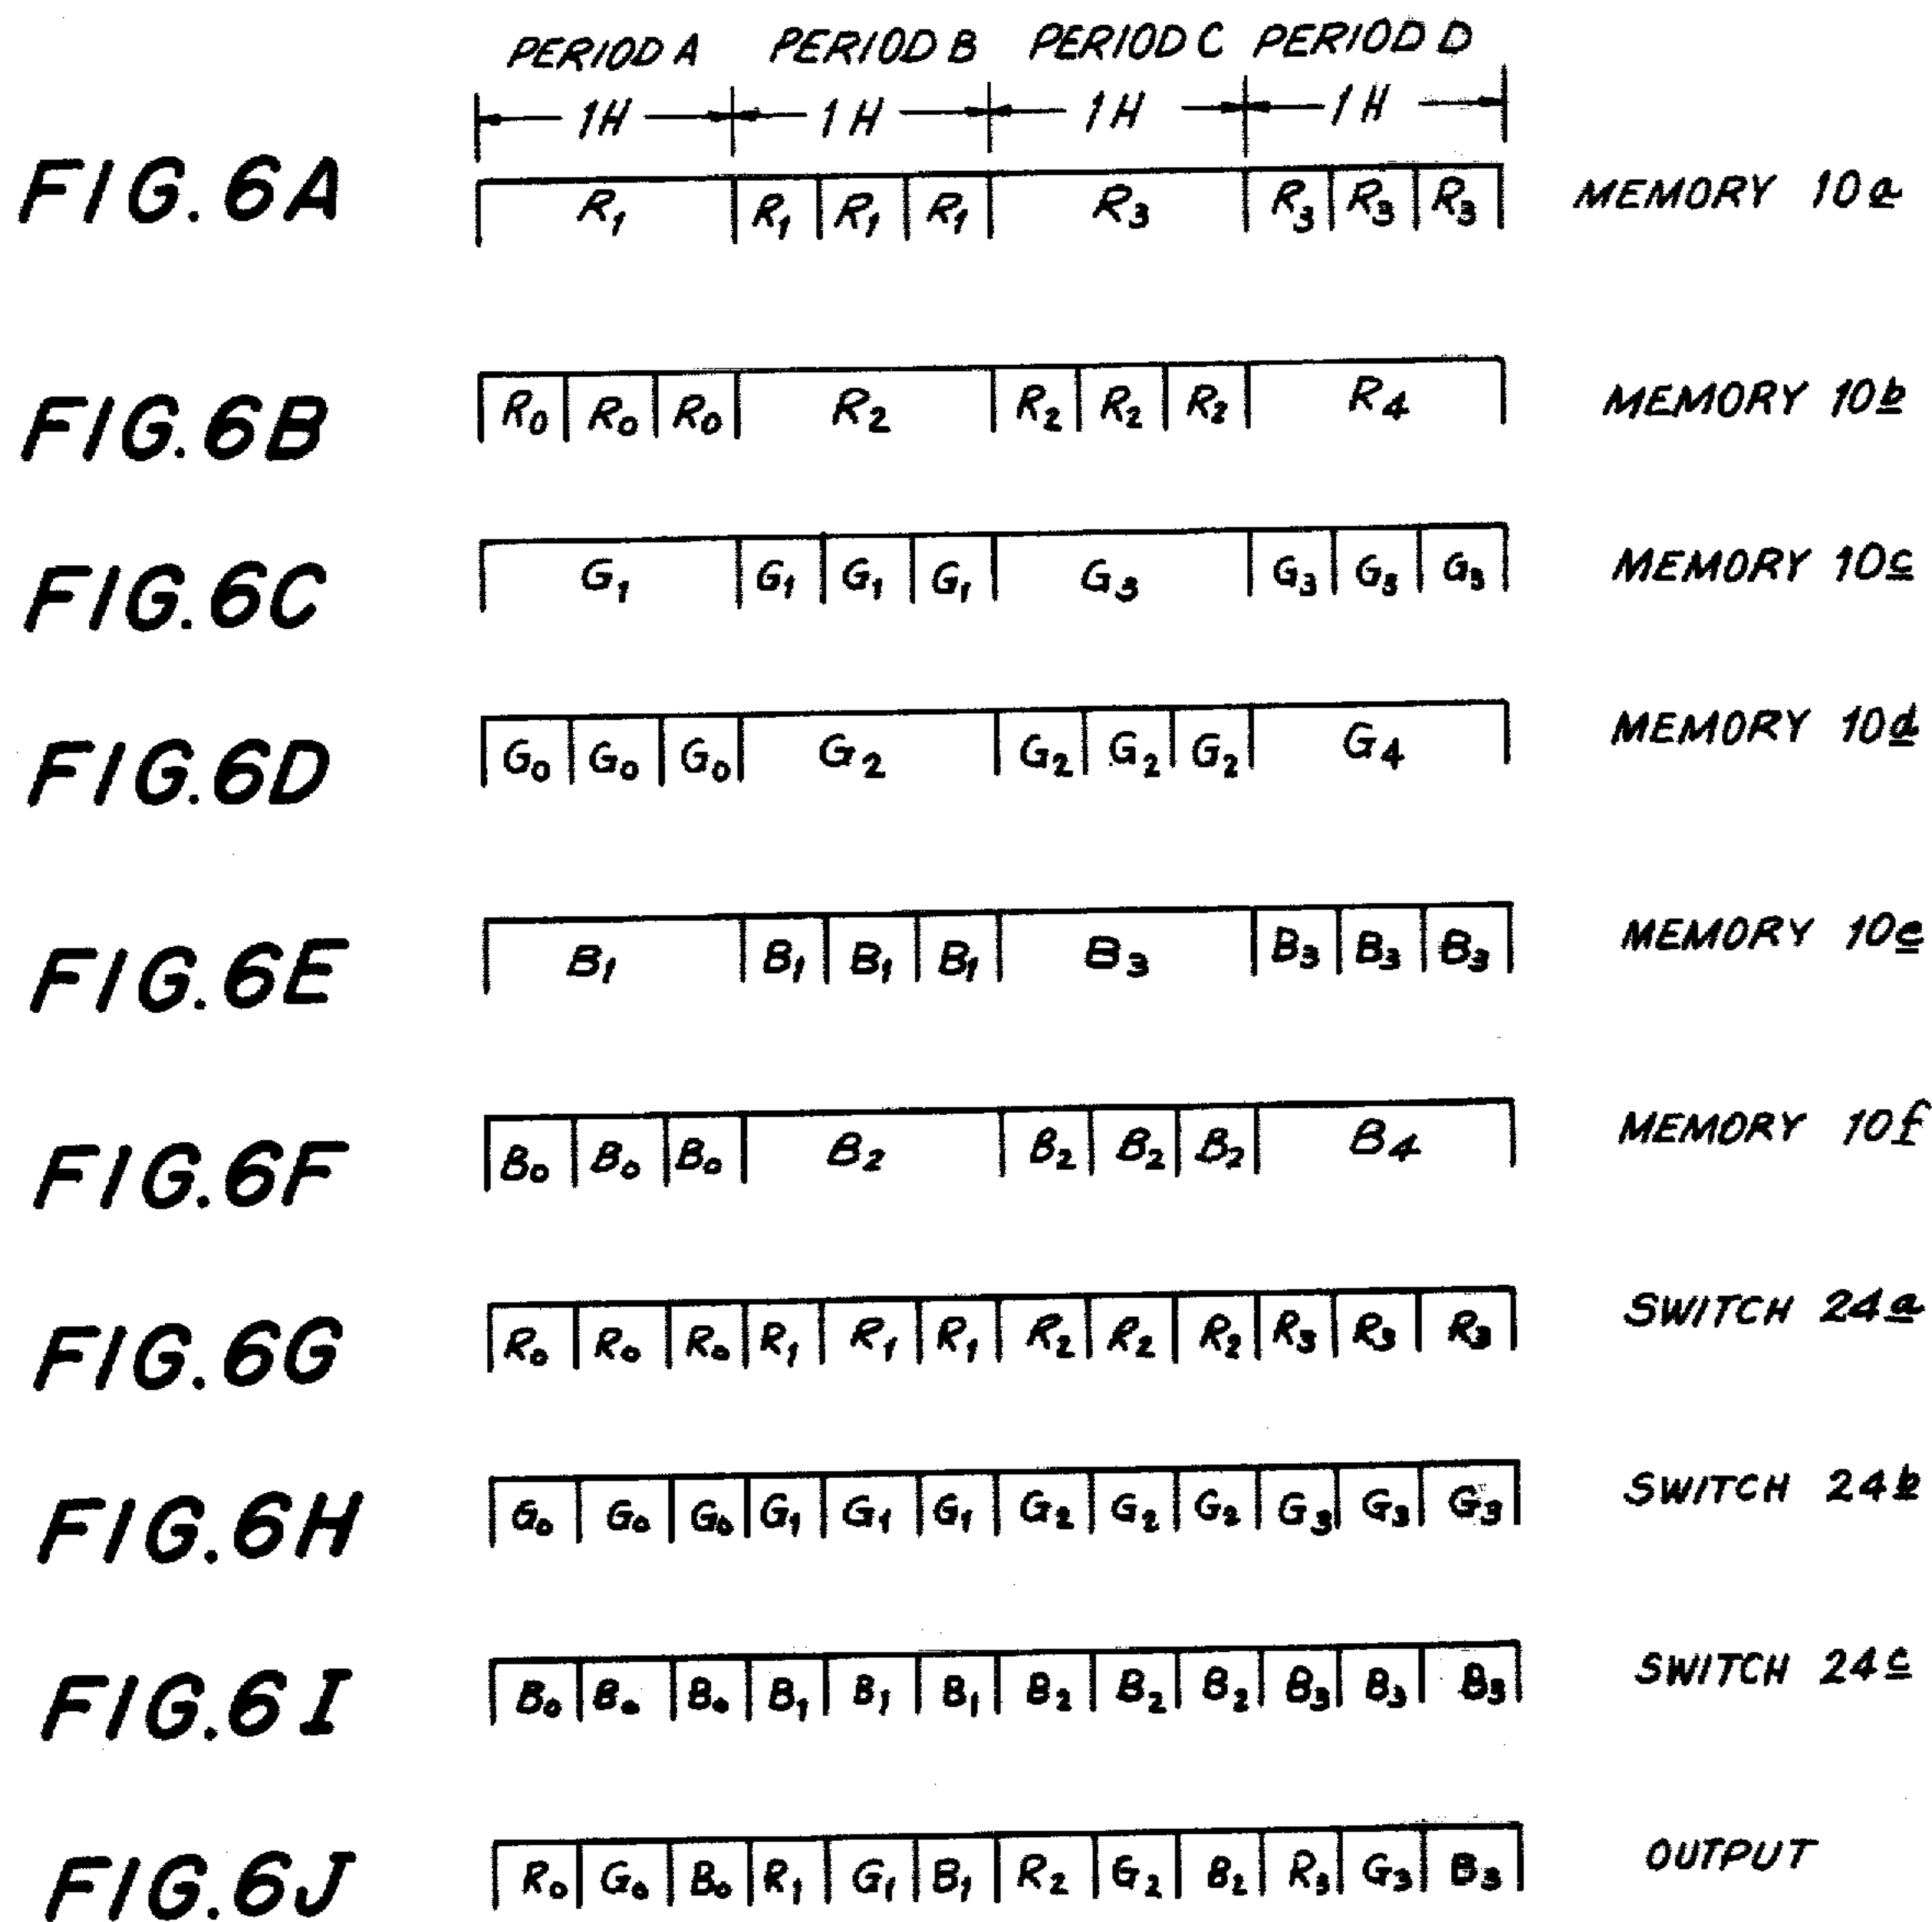 PERIOD A PERIOD B PERIOD C PERIOD D
1H 1H 1H 1H
FIG.6A R₁ R₁ R₁ R₁ R₃ R₃ R₃ R₃ MEMORY 10a
FIG.6B R₀ R₀ R₀ R₂ R₂ R₂ R₂ R₄ MEMORY 10b
FIG.6C G₁ G₁ G₁ G₁ G₃ G₃ G₃ G₃ MEMORY 10c
FIG.6D G₀ G₀ G₀ G₂ G₂ G₂ G₂ G₄ MEMORY 10d
FIG.6E B₁ B₁ B₁ B₁ B₃ B₃ B₃ B₃ MEMORY 10e
FIG.6F B₀ B₀ B₀ B₂ B₂ B₂ B₂ B₄ MEMORY 10f
FIG.6G R₀ R₀ R₀ R₁ R₁ R₁ R₂ R₂ R₂ R₃ R₃ R₃ SWITCH 24a
FIG.6H G₀ G₀ G₀ G₁ G₁ G₁ G₂ G₂ G₂ G₃ G₃ G₃ SWITCH 24b
FIG.6I B₀ B₀ B₀ B₁ B₁ B₁ B₂ B₂ B₂ B₃ B₃ B₃ SWITCH 24c
FIG.6J R₀ G₀ B₀ R₁ G₁ B₁ R₂ G₂ B₂ R₃ G₃ B₃ OUTPUT